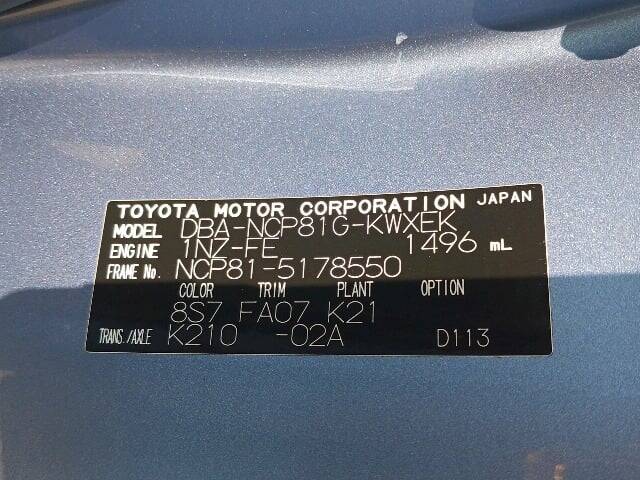 TOYOTA MOTOR CORPORATION JAPAN
MODEL DBA-NCP81G-KWXEK
ENGINE 1NZ-FE 1496 mL
FRAME No. NCP81-5178550
COLOR TRIM PLANT OPTION
8S7 FA07 K21
TRANS./AXLE K210 -02A D113